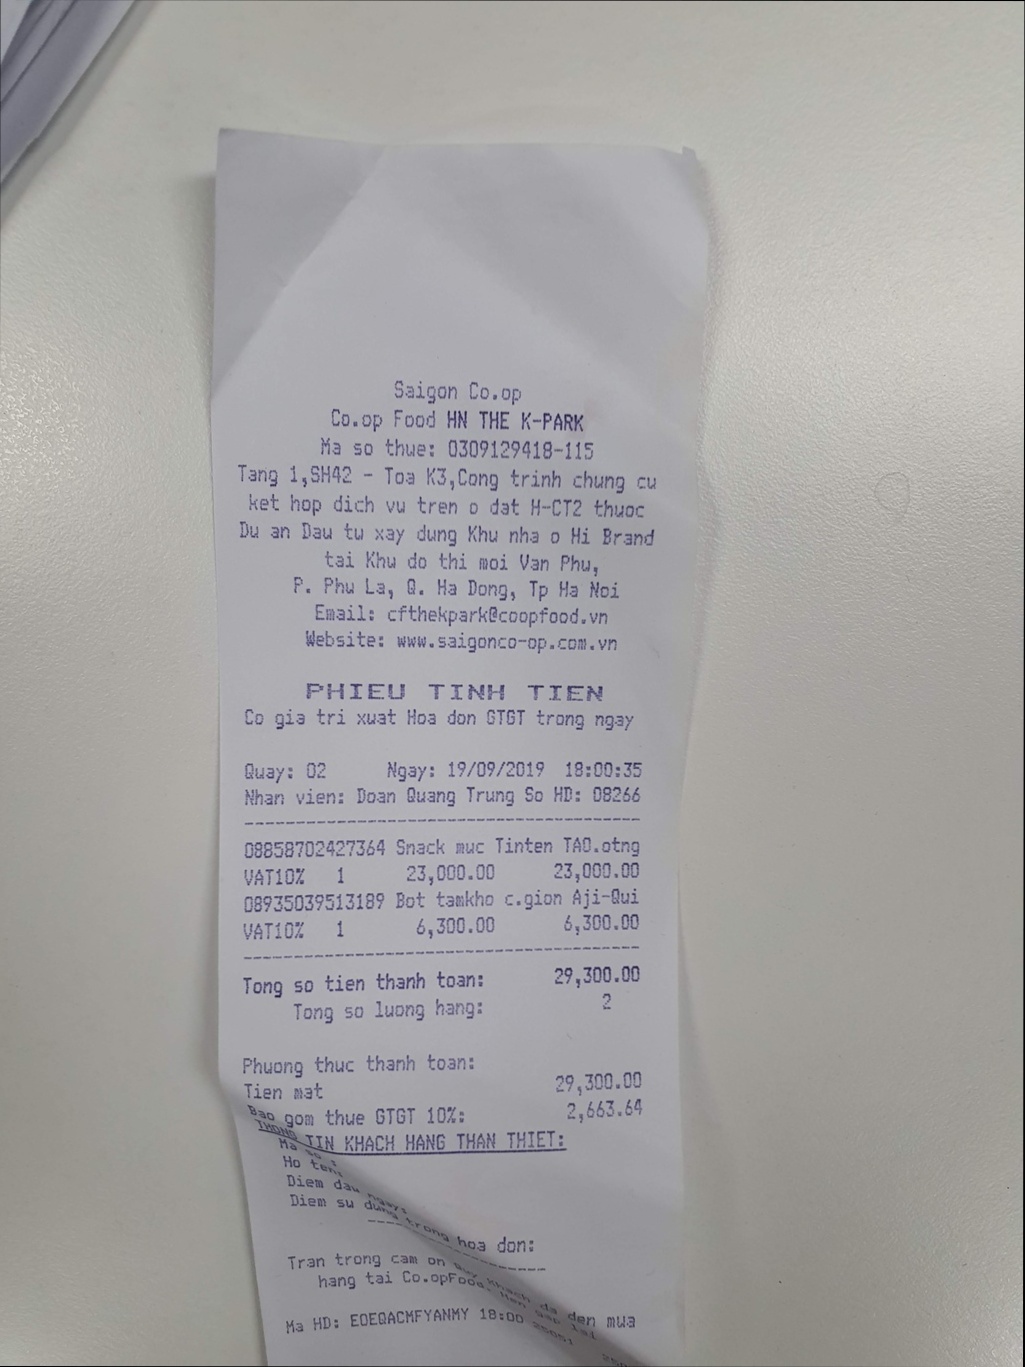 Saigon Co.op
Co.op Food HN THE K-PARK
Ma so thue: 0309129418-115
Tang 1,SH42 - Toa K3,Cong trinh chung cu
ket hop dich vu tren o dat H-CT2 thuoc
Du an Dau tu xay dung Khu nha o Hi Brand
tai Khu do thi moi Van Phu,
P. Phu La, Q. Ha Dong, Tp Ha Noi
Email: cfthekpark@coopfood.vn
Website: www.saigonco-op.com.vn
PHIEU TINH TIEN
Co gia tri xuat Hoa don GTGT trong ngay
Quay: 02 Ngay: 19/09/2019 18:00:35
Nhan vien: Doan Quang Trung So HD: 08266
08858702427364 Snack muc Tinten TAO.otng
VAT10% 1 23,000.00 23,000.00
08935039513189 Bot tamkho c.gion Aji-Qui
VAT10% 1 6,300.00 6,300.00
Tong so tien thanh toan: 29,300.00
Tong so luong hang: 2
Phuong thuc thanh toan:
Tien mat 29,300.00
Bao gom thue GTGT 10%: 2,663.64
THONG TIN KHACH HANG THAN THIET:
Ma so :
Ho ten:
Diem dau ngay:
Diem su dung trong hoa don:
Tran trong cam on Quy khach da den mua
hang tai Co.opFood. Hen gap lai
Ma HD: EOEQACMFYANMY 18:00